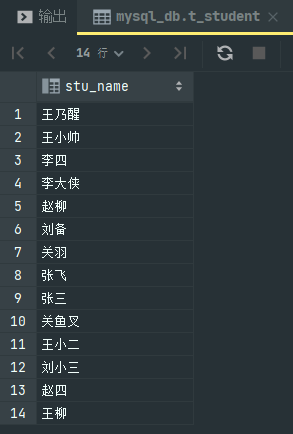 输出 mysql_db.t_student
14 行
stu_name
1 王乃醒
2 王小帅
3 李四
4 李大侠
5 赵柳
6 刘备
7 关羽
8 张飞
9 张三
10 关鱼叉
11 王小二
12 刘小三
13 赵四
14 王柳